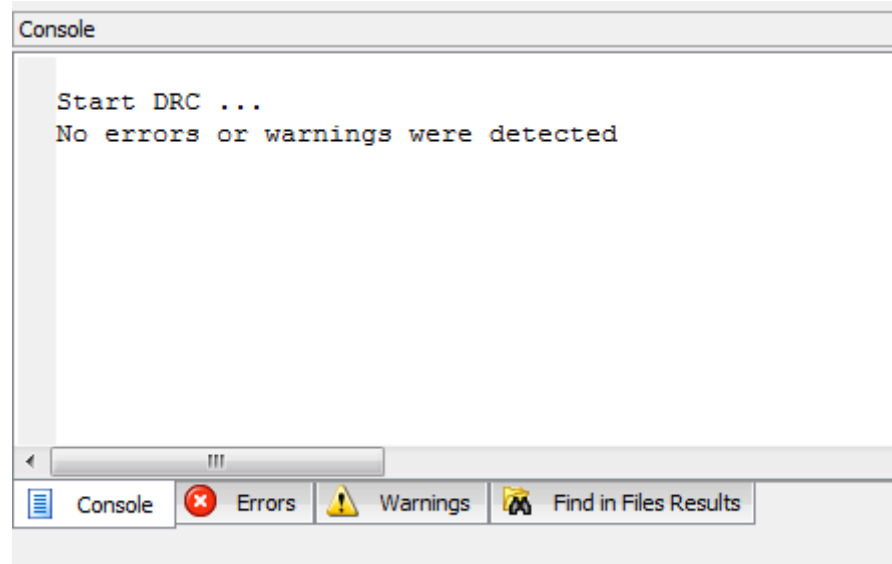 Console
Start DRC ...
No errors or warnings were detected
Console Errors Warnings Find in Files Results